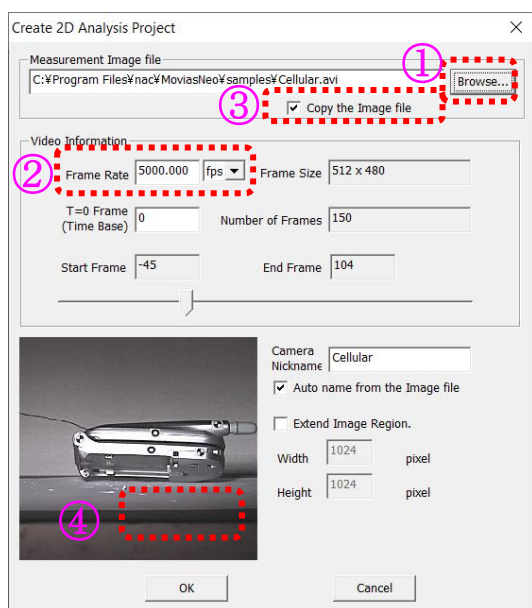 Create 2D Analysis Project
Measurement Image file
①
C:¥Program Files¥nac¥MoviasNeo¥samples¥Cellular.avi
Browse...
③
Copy the Image file
Video Information
②
Frame Rate 5000.000 fps Frame Size 512 x 480
T=0 Frame
(Time Base) 0 Number of Frames 150
Start Frame -45 End Frame 104
Camera
Nickname Cellular
Auto name from the Image file
Extend Image Region.
Width 1024 pixel
Height 1024 pixel
④
OK Cancel